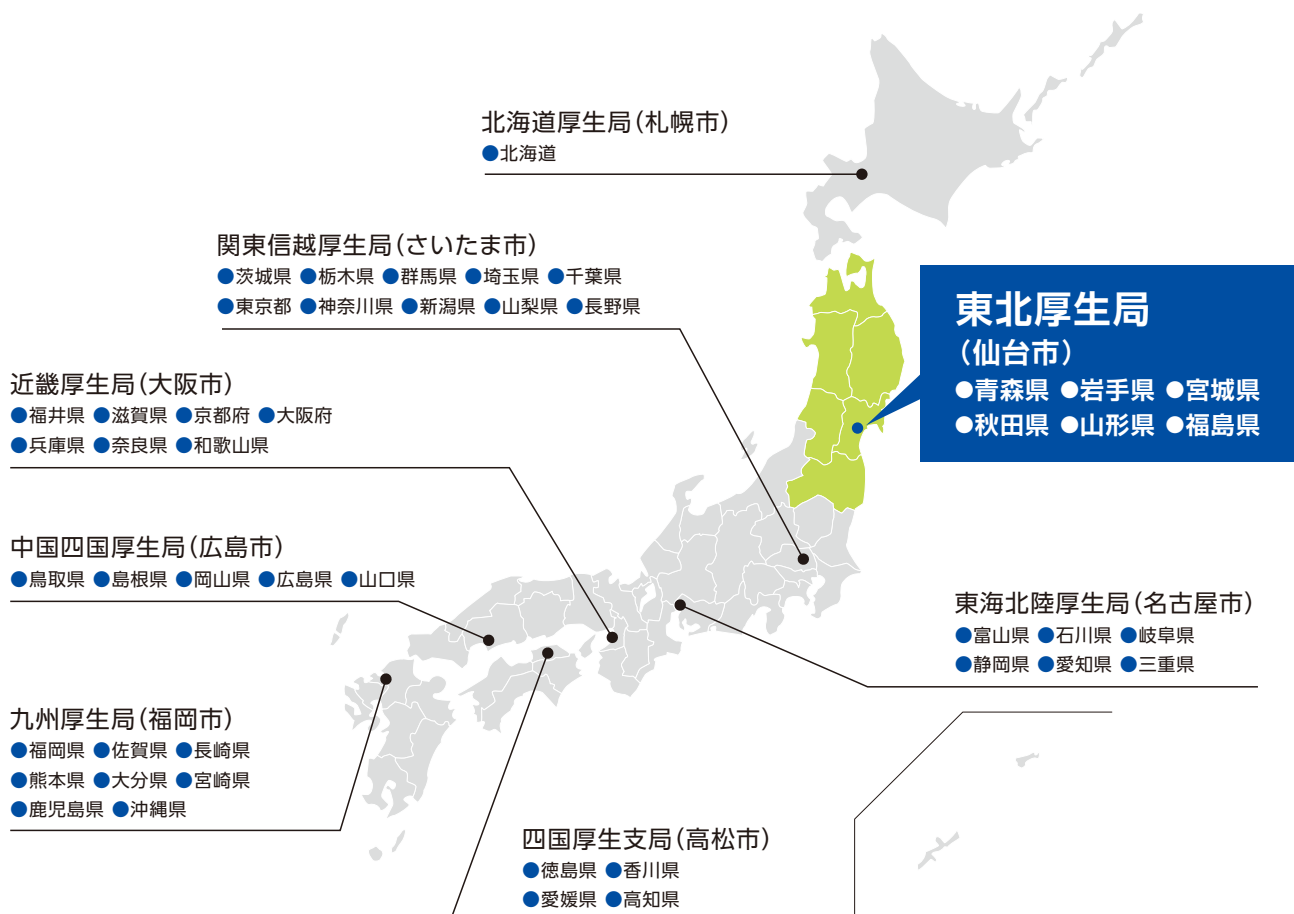 北海道厚生局(札幌市)
●北海道
関東信越厚生局(さいたま市)
●茨城県 ●栃木県 ●群馬県 ●埼玉県 ●千葉県
●東京都 ●神奈川県 ●新潟県 ●山梨県 ●長野県
東北厚生局
(仙台市)
●青森県 ●岩手県 ●宮城県
●秋田県 ●山形県 ●福島県
近畿厚生局(大阪市)
●福井県 ●滋賀県 ●京都府 ●大阪府
●兵庫県 ●奈良県 ●和歌山県
中国四国厚生局(広島市)
●鳥取県 ●島根県 ●岡山県 ●広島県 ●山口県
東海北陸厚生局(名古屋市)
●富山県 ●石川県 ●岐阜県
●静岡県 ●愛知県 ●三重県
九州厚生局(福岡市)
●福岡県 ●佐賀県 ●長崎県
●熊本県 ●大分県 ●宮崎県
●鹿児島県 ●沖縄県
四国厚生支局(高松市)
●徳島県 ●香川県
●愛媛県 ●高知県